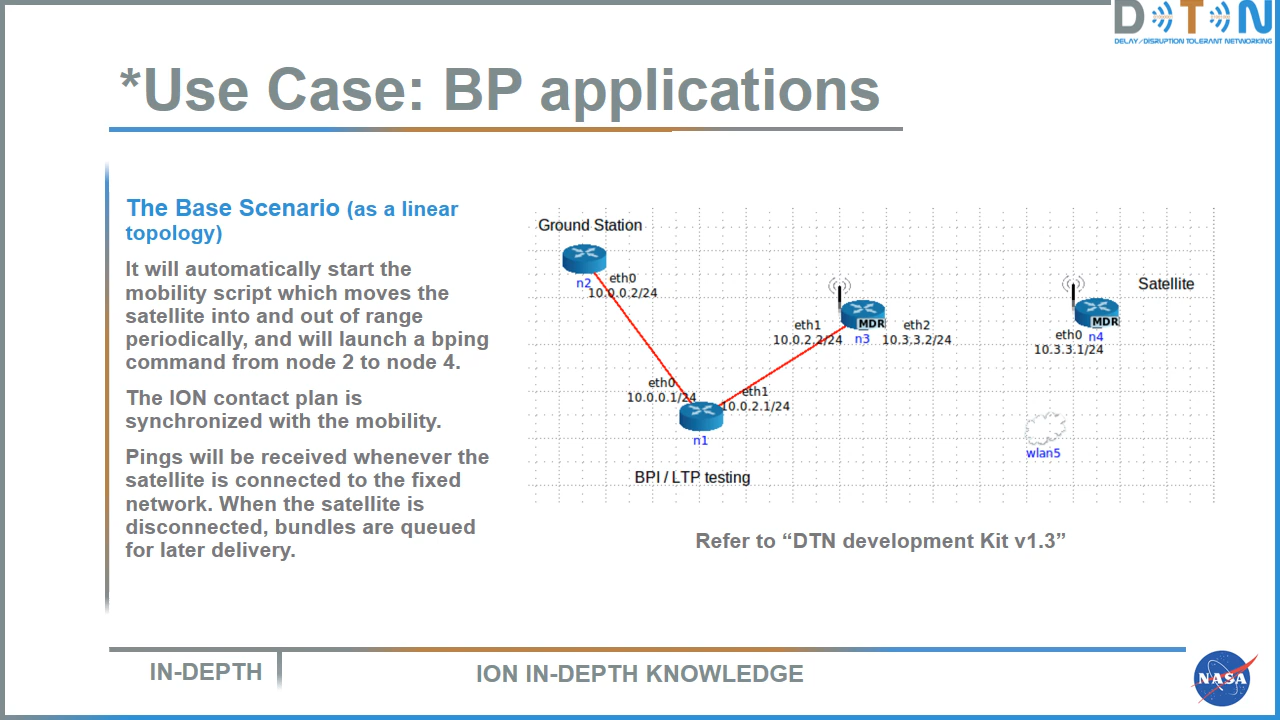 DTN
DELAY/DISRUPTION TOLERANT NETWORKING
*Use Case: BP applications
The Base Scenario (as a linear
topology)
It will automatically start the
mobility script which moves the
satellite into and out of range
periodically, and will launch a bping
command from node 2 to node 4.
The ION contact plan is
synchronized with the mobility.
Pings will be received whenever the
satellite is connected to the fixed
network. When the satellite is
disconnected, bundles are queued
for later delivery.
Ground Station
n2
eth0
10.0.0.2/24
eth0
10.0.0.1/24
eth1
10.0.2.1/24
n1
BPI / LTP testing
eth1
10.0.2.2/24
MDR
n3
eth2
10.3.3.2/24
Satellite
MDR
eth0
n4
10.3.3.1/24
wlan5
Refer to “DTN development Kit v1.3”
IN-DEPTH
ION IN-DEPTH KNOWLEDGE
NASA